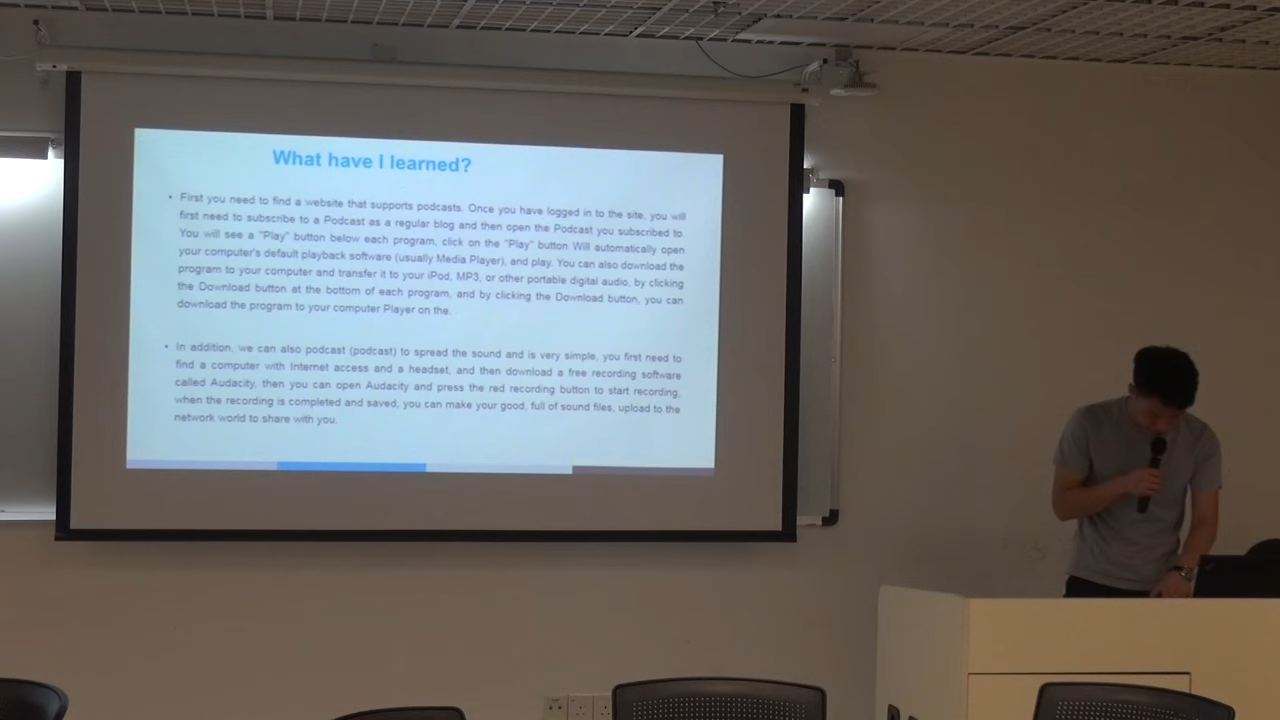 What have I learned?
• First you need to find a website that supports podcasts. Once you have logged in to the site, you will
first need to subscribe to a Podcast as a regular blog and then open the Podcast you subscribed to.
You will see a "Play" button below each program, click on the "Play" button Will automatically open
your computer's default playback software (usually Media Player), and play. You can also download the
program to your computer and transfer it to your iPod, MP3, or other portable digital audio, by clicking
the Download button at the bottom of each program, and by clicking the Download button, you can
download the program to your computer Player on the.
• In addition, we can also podcast (podcast) to spread the sound and is very simple, you first need to
find a computer with Internet access and a headset, and then download a free recording software
called Audacity, then you can open Audacity and press the red recording button to start recording,
when the recording is completed and saved, you can make your good, full of sound files, upload to the
network world to share with you.